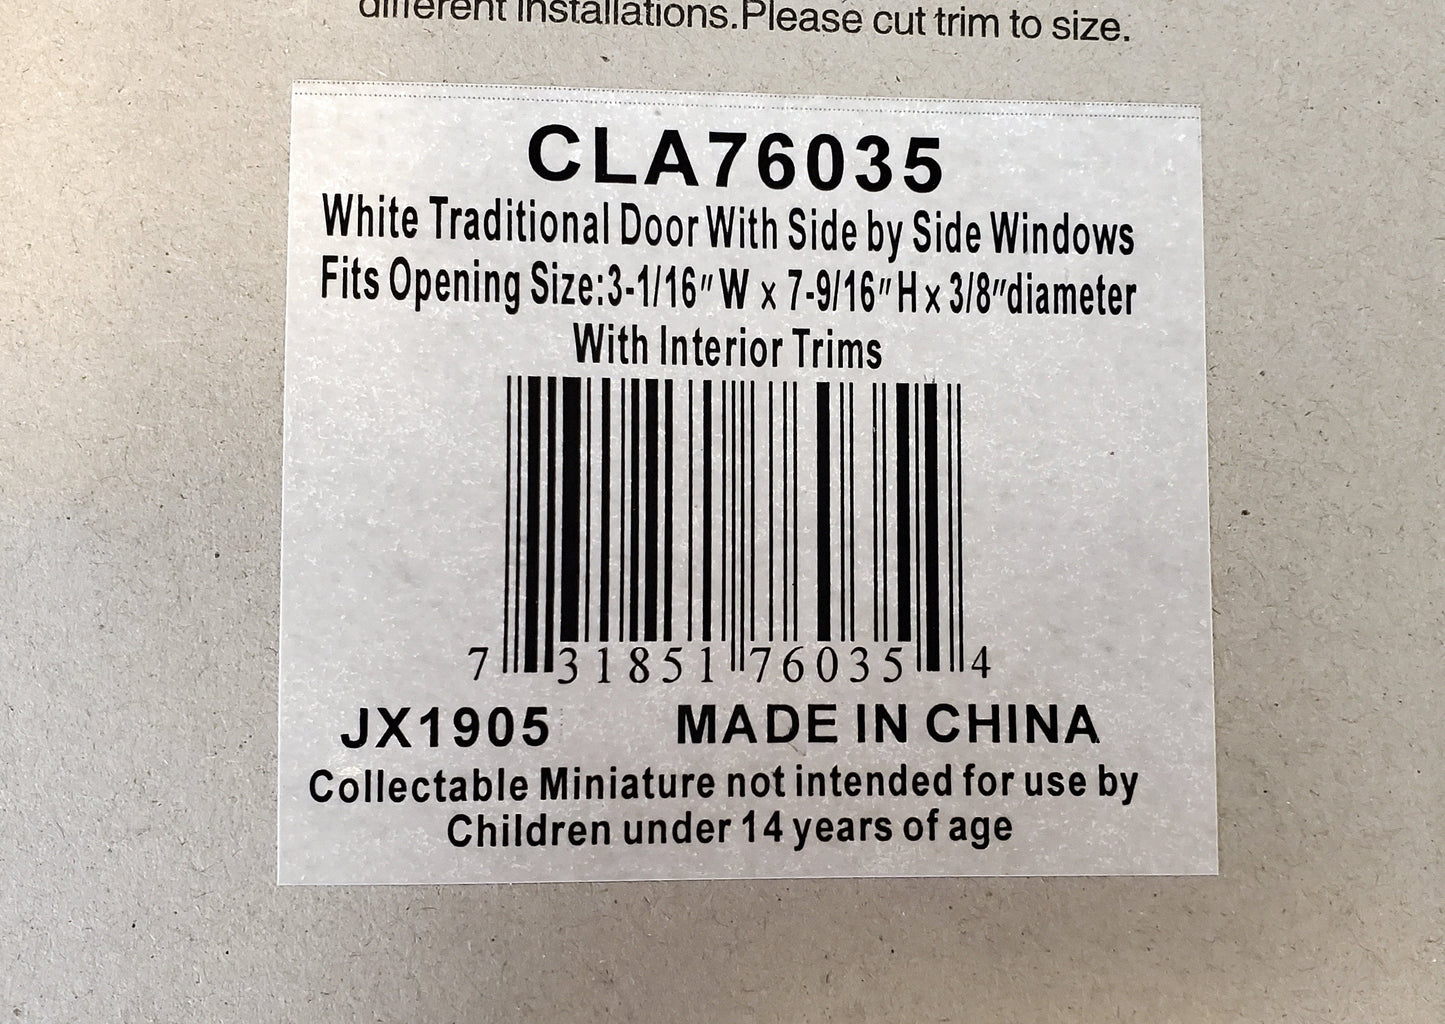 different installations.Please cut trim to size.
CLA76035
White Traditional Door With Side by Side Windows
Fits Opening Size:3-1/16"W x 7-9/16"H x 3/8"diameter
With Interior Trims
7 31851 76035 4
JX1905 MADE IN CHINA
Collectable Miniature not intended for use by
Children under 14 years of age